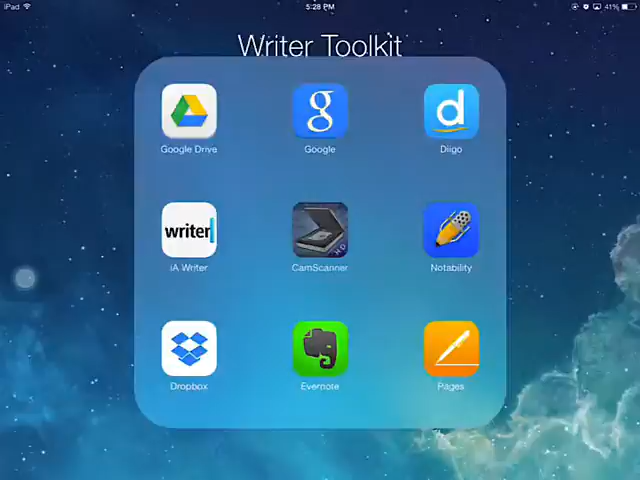 iPad 5:28 PM 41%
Writer Toolkit
g d
Google Drive Google Diigo
writer HD
iA Writer CamScanner Notability
Dropbox Evernote Pages